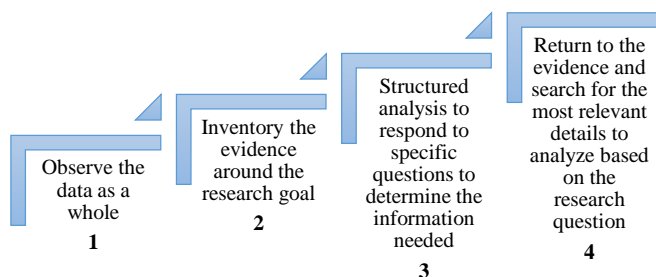 Observe the
data as a
whole
1
Inventory the
evidence
around the
research goal
2
Structured
analysis to
respond to
specific
questions to
determine the
information
needed
3
Return to the
evidence and
search for the
most relevant
details to
analyze based
on the
research
question
4